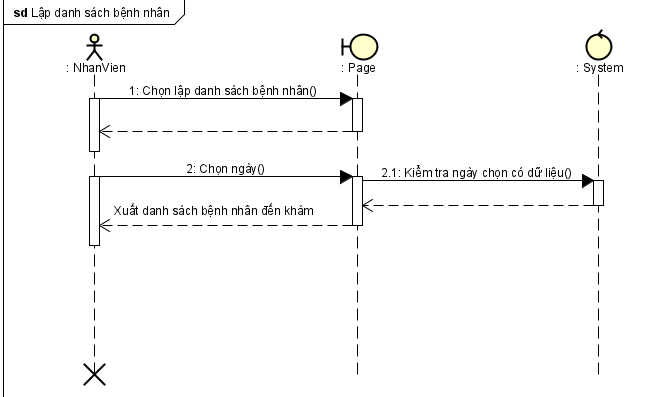 sd Lập danh sách bệnh nhân
: NhanVien
: Page
: System
1: Chọn lập danh sách bệnh nhân()
2: Chọn ngày()
2.1: Kiểm tra ngày chọn có dữ liệu()
Xuất danh sách bệnh nhân đến khám